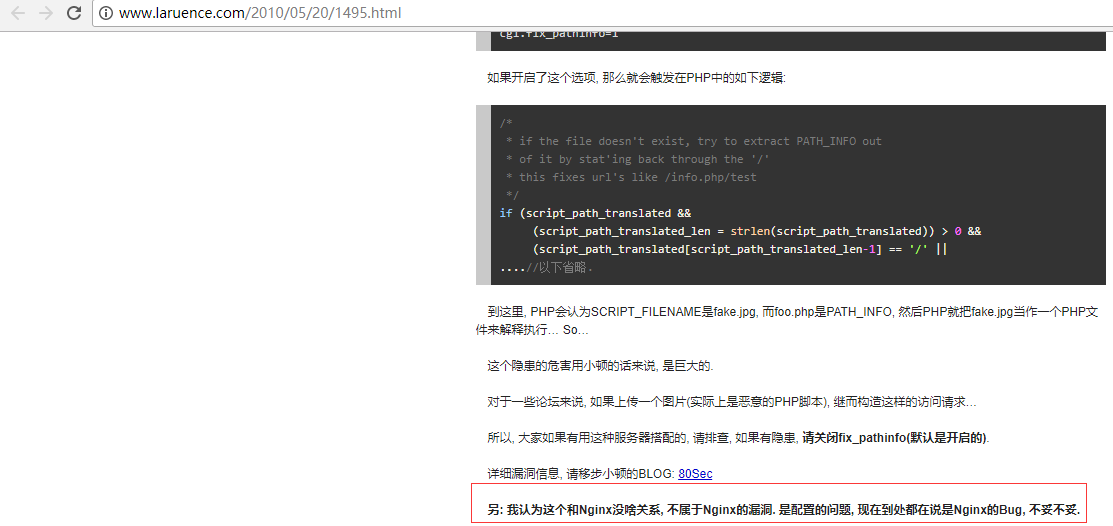 www.laruence.com/2010/05/20/1495.html
cgi.fix_pathinfo=1
如果开启了这个选项, 那么就会触发在PHP中的如下逻辑:
/*
* if the file doesn't exist, try to extract PATH_INFO out
* of it by stat'ing back through the '/'
* this fixes url's like /info.php/test
*/
if (script_path_translated &&
(script_path_translated_len = strlen(script_path_translated)) > 0 &&
(script_path_translated[script_path_translated_len-1] == '/' ||
....//以下省略.
到这里, PHP会认为SCRIPT_FILENAME是fake.jpg, 而foo.php是PATH_INFO, 然后PHP就把fake.jpg当作一个PHP文
件来解释执行… So…
这个隐患的危害用小顿的话来说, 是巨大的.
对于一些论坛来说, 如果上传一个图片(实际上是恶意的PHP脚本), 继而构造这样的访问请求…
所以, 大家如果有用这种服务器搭配的, 请排查, 如果有隐患, 请关闭fix_pathinfo(默认是开启的).
详细漏洞信息, 请移步小顿的BLOG: 80Sec
另: 我认为这个和Nginx没啥关系, 不属于Nginx的漏洞. 是配置的问题, 现在到处都在说是Nginx的Bug, 不妥不妥.